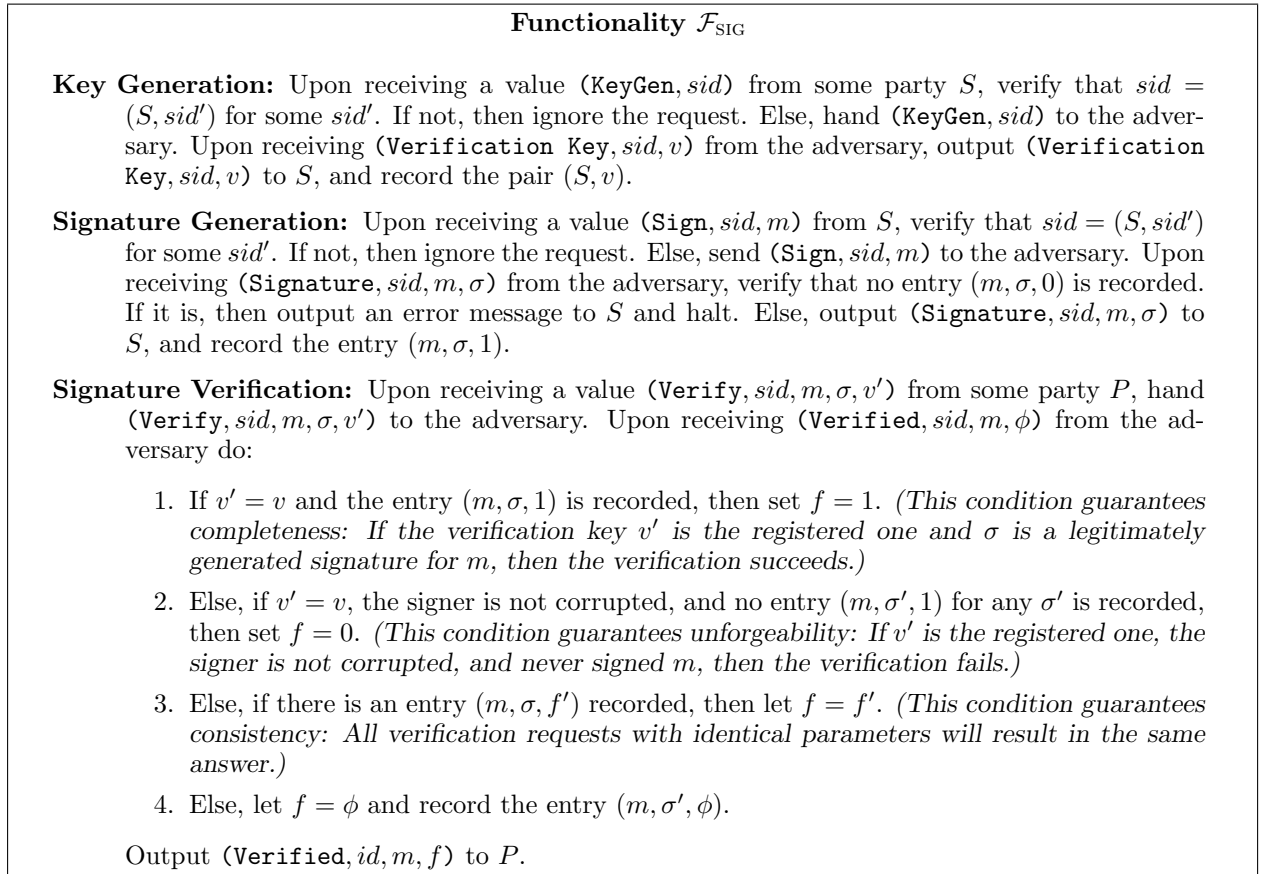 Functionality F_SIG
Key Generation: Upon receiving a value (KeyGen, sid) from some party S, verify that sid =
(S, sid′) for some sid′. If not, then ignore the request. Else, hand (KeyGen, sid) to the adver-
sary. Upon receiving (Verification Key, sid, v) from the adversary, output (Verification
Key, sid, v) to S, and record the pair (S, v).
Signature Generation: Upon receiving a value (Sign, sid, m) from S, verify that sid = (S, sid′)
for some sid′. If not, then ignore the request. Else, send (Sign, sid, m) to the adversary. Upon
receiving (Signature, sid, m, σ) from the adversary, verify that no entry (m, σ, 0) is recorded.
If it is, then output an error message to S and halt. Else, output (Signature, sid, m, σ) to
S, and record the entry (m, σ, 1).
Signature Verification: Upon receiving a value (Verify, sid, m, σ, v′) from some party P, hand
(Verify, sid, m, σ, v′) to the adversary. Upon receiving (Verified, sid, m, ϕ) from the ad-
versary do:
1. If v′ = v and the entry (m, σ, 1) is recorded, then set f = 1. (This condition guarantees
completeness: If the verification key v′ is the registered one and σ is a legitimately
generated signature for m, then the verification succeeds.)
2. Else, if v′ = v, the signer is not corrupted, and no entry (m, σ′, 1) for any σ′ is recorded,
then set f = 0. (This condition guarantees unforgeability: If v′ is the registered one, the
signer is not corrupted, and never signed m, then the verification fails.)
3. Else, if there is an entry (m, σ, f′) recorded, then let f = f′. (This condition guarantees
consistency: All verification requests with identical parameters will result in the same
answer.)
4. Else, let f = ϕ and record the entry (m, σ′, ϕ).
Output (Verified, id, m, f) to P.